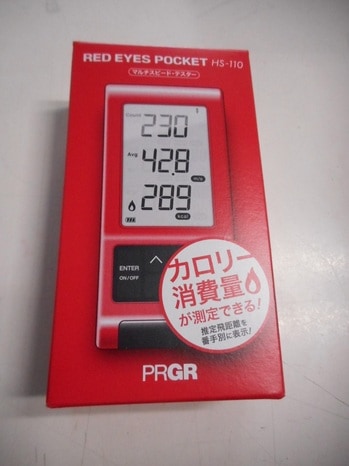 RED EYES POCKET HS-110
マルチスピード・テスター
Count 230
Avg 42.8
m/s
289
kcal
ENTER
ON/OFF
カロリー
消費量
が測定できる!
推定飛距離を
番手別に表示!
PRGR